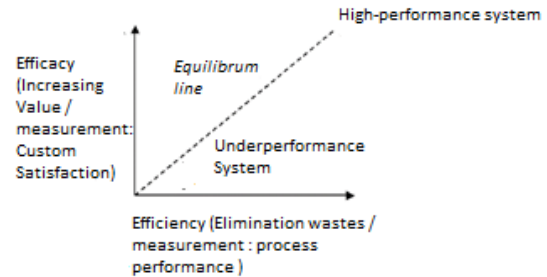 High-performance system
Efficacy
(Increasing
Value /
measurement:
Custom
Satisfaction)
Equilibrum
line
Underperformance
System
Efficiency (Elimination wastes /
measurement : process
performance )